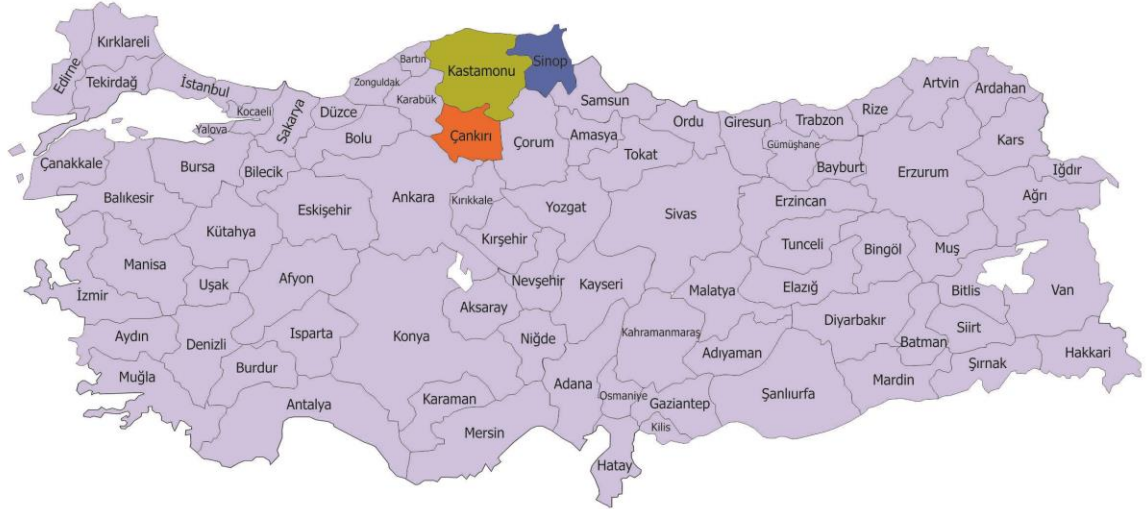 Kırklareli
Edirne
Tekirdağ
İstanbul
Kocaeli
Yalova
Sakarya
Düzce
Zonguldak
Bartın
Karabük
Kastamonu
Sinop
Çankırı
Bolu
Samsun
Çorum
Amasya
Tokat
Ordu
Giresun
Trabzon
Gümüşhane
Bayburt
Rize
Artvin
Ardahan
Kars
Iğdır
Ağrı
Erzurum
Erzincan
Çanakkale
Balıkesir
Bursa
Bilecik
Eskişehir
Ankara
Kırıkkale
Yozgat
Sivas
Kütahya
Kırşehir
Tunceli
Bingöl
Muş
Manisa
Uşak
Afyon
Nevşehir
Kayseri
Malatya
Elazığ
Bitlis
Van
İzmir
Aksaray
Aydın
Denizli
Isparta
Konya
Niğde
Kahramanmaraş
Adıyaman
Diyarbakır
Batman
Siirt
Şırnak
Hakkari
Muğla
Burdur
Antalya
Karaman
Mersin
Adana
Osmaniye
Gaziantep
Kilis
Şanlıurfa
Mardin
Hatay